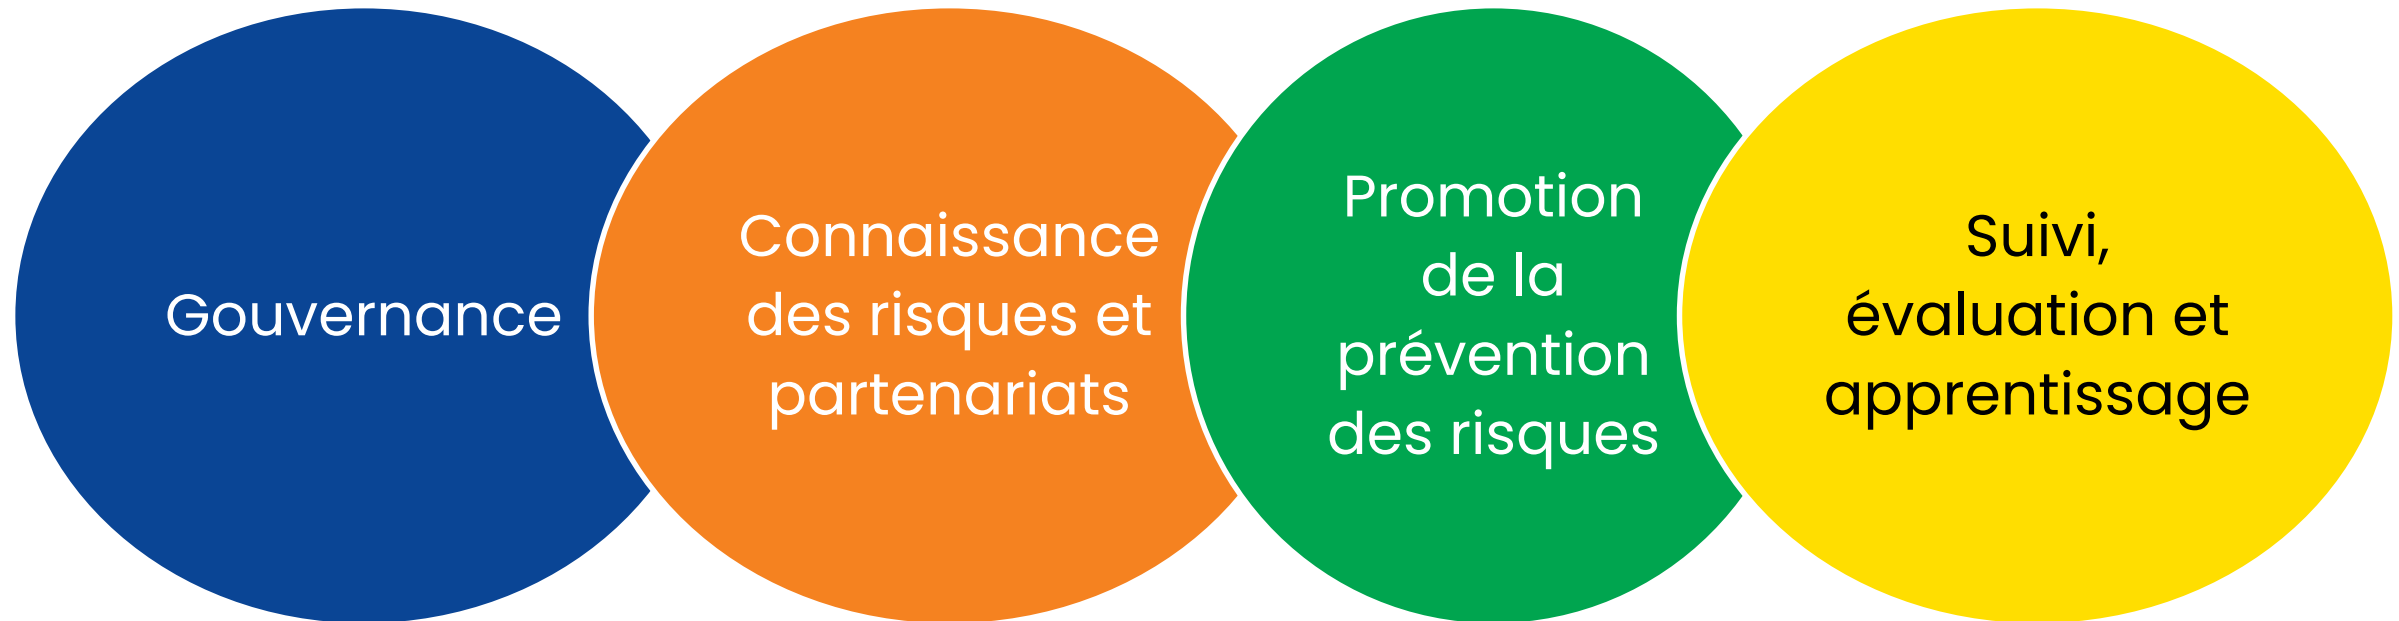 Gouvernance
Connaissance
des risques et
partenariats
Promotion
de la
prévention
des risques
Suivi,
évaluation et
apprentissage